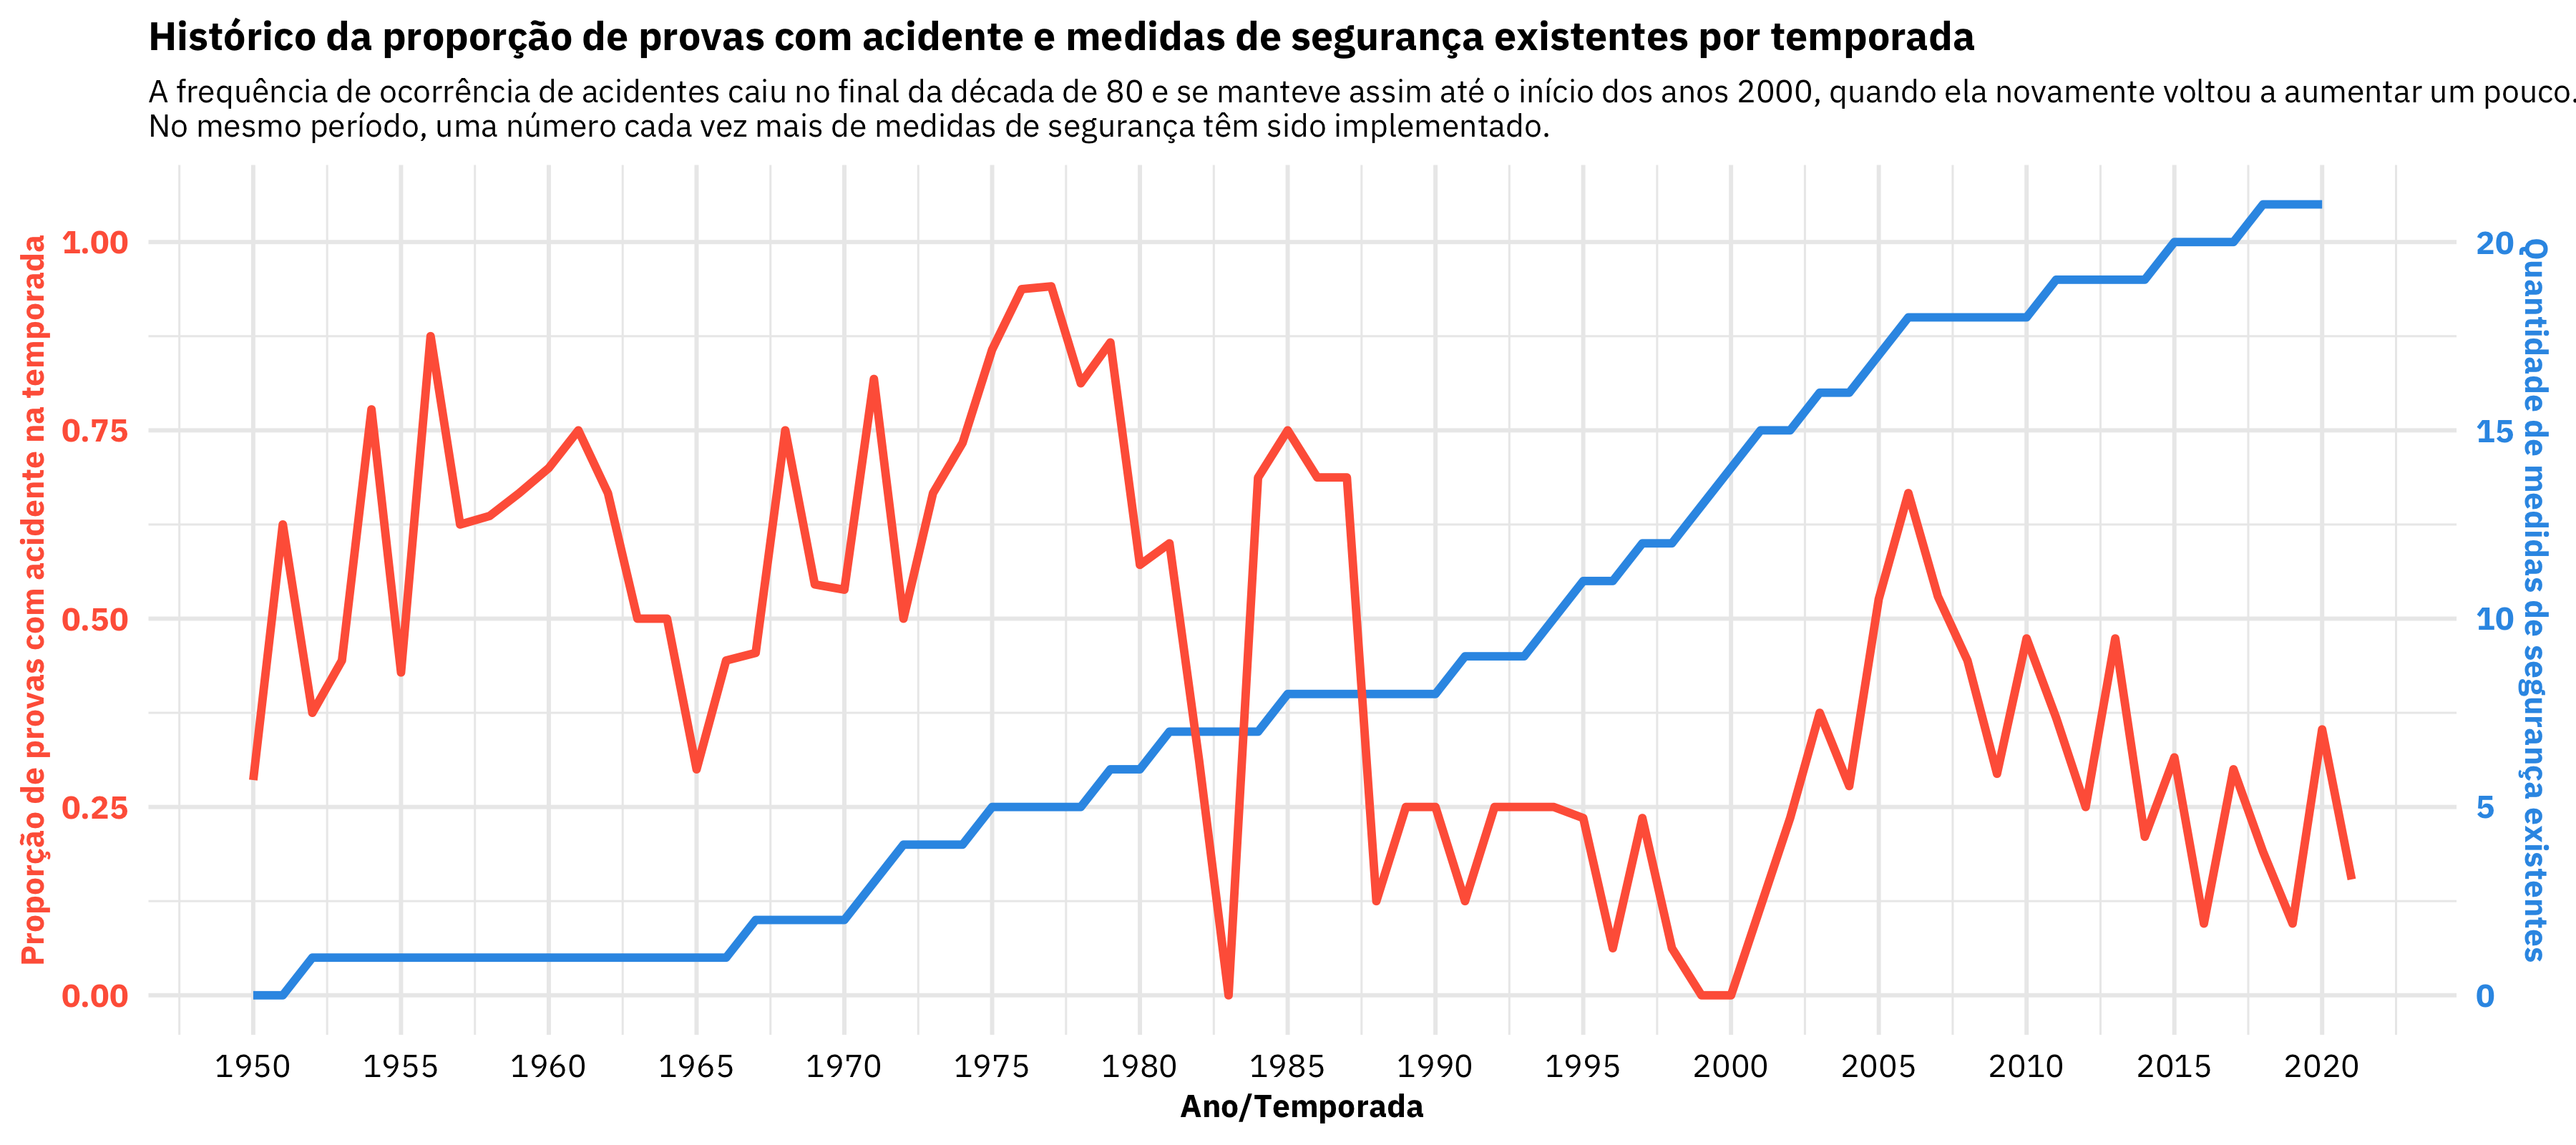 Histórico da proporção de provas com acidente e medidas de segurança existentes por temporada
A frequência de ocorrência de acidentes caiu no final da década de 80 e se manteve assim até o início dos anos 2000, quando ela novamente voltou a aumentar um pouco.
No mesmo período, uma número cada vez mais de medidas de segurança têm sido implementado.
Proporção de provas com acidente na temporada
1.00
0.75
0.50
0.25
0.00
20
15
10
5
0
Quantidade de medidas de segurança existentes
1950 1955 1960 1965 1970 1975 1980 1985 1990 1995 2000 2005 2010 2015 2020
Ano/Temporada